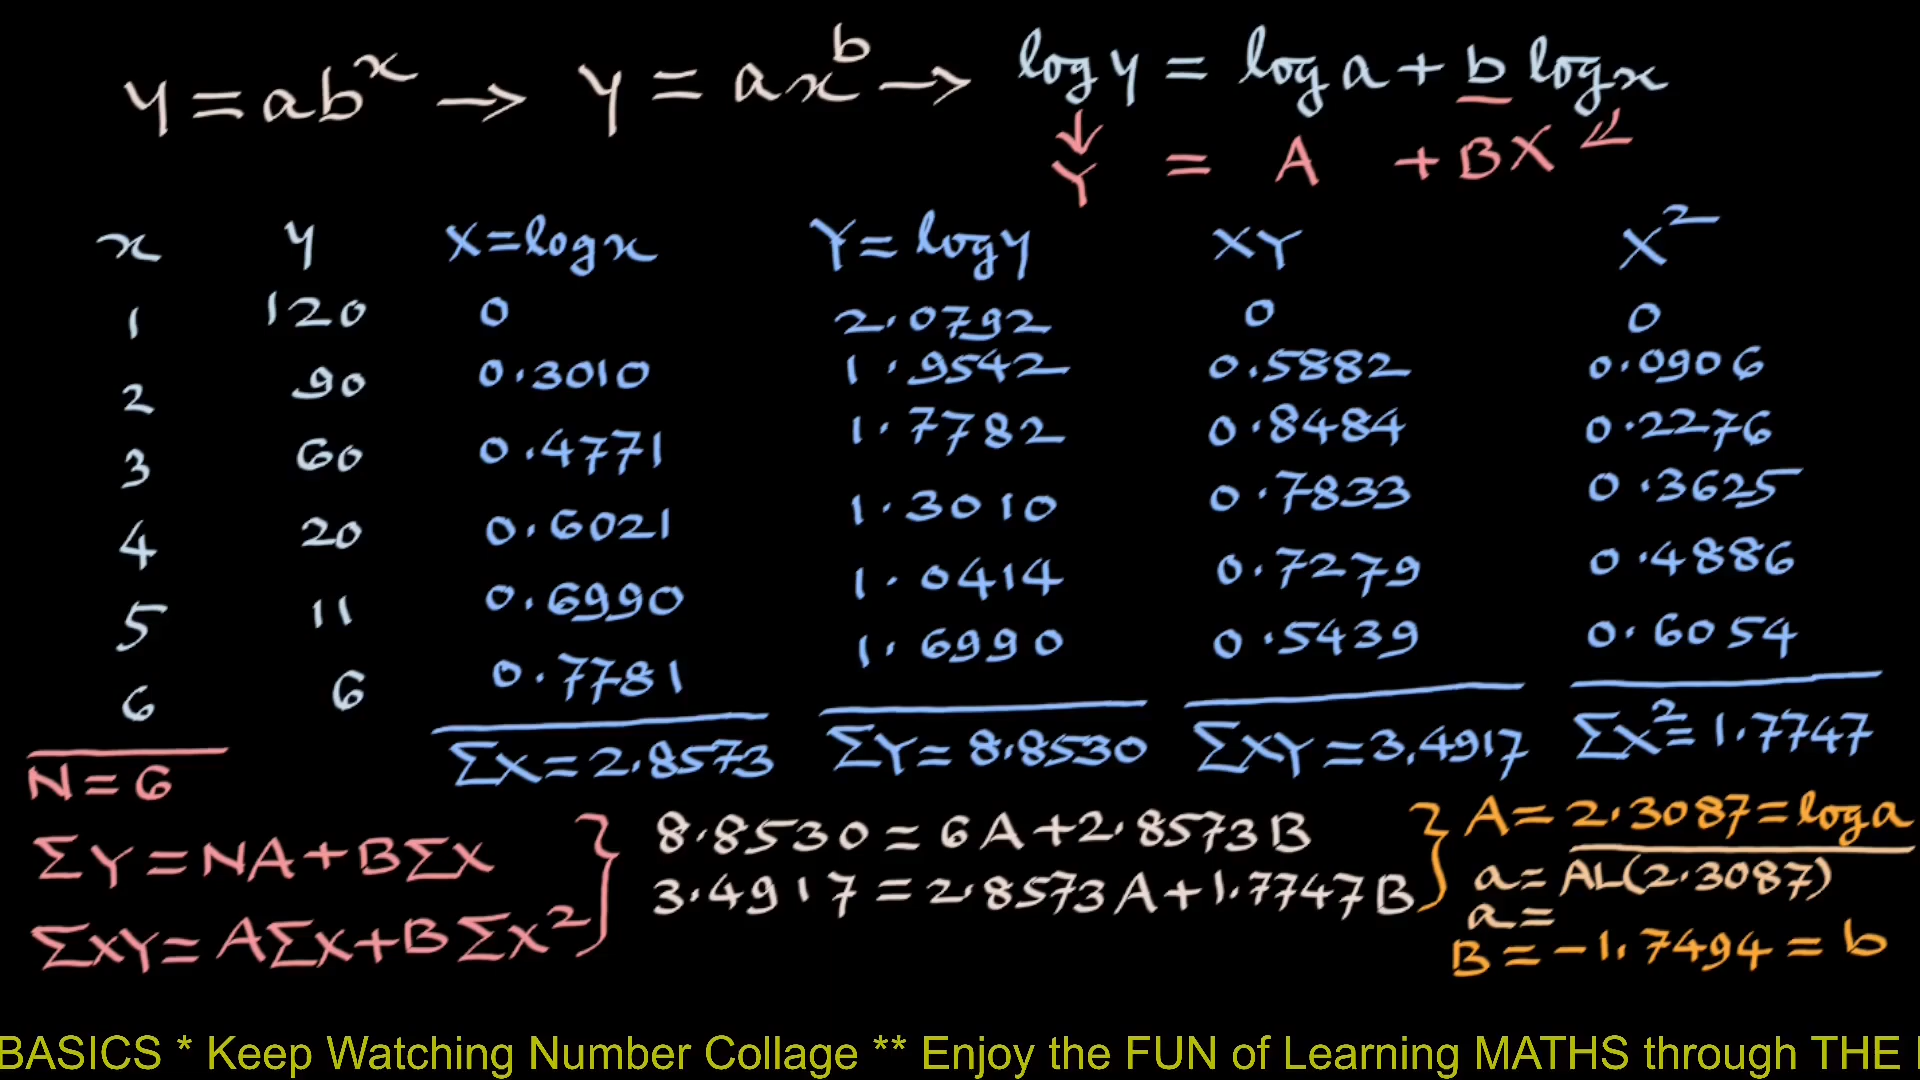 y = ab^x → y = ax^b → log y = log a + b log x
Y = A + BX
x y X = log x Y = log y XY X²
1 120 0 2.0792 0 0
2 90 0.3010 1.9542 0.5882 0.0906
3 60 0.4771 1.7782 0.8484 0.2276
4 20 0.6021 1.3010 0.7833 0.3625
5 11 0.6990 1.0414 0.7279 0.4886
6 6 0.7781 1.6990 0.5439 0.6054
N = 6 ΣX = 2.8573 ΣY = 8.8530 ΣXY = 3.4917 ΣX² = 1.7747
ΣY = NA + BΣX } 8.8530 = 6A + 2.8573B } A = 2.3087 = log a
ΣXY = AΣX + BΣX² 3.4917 = 2.8573A + 1.7747B a = AL(2.3087)
a =
B = -1.7494 = b
BASICS * Keep Watching Number Collage ** Enjoy the FUN of Learning MATHS through THE